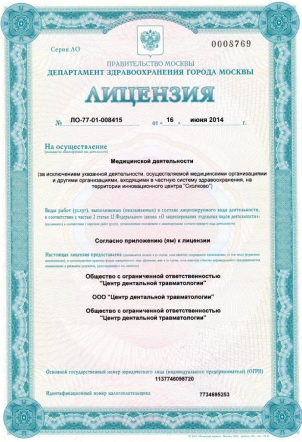 Серия ЛО
0008769
ПРАВИТЕЛЬСТВО МОСКВЫ
ДЕПАРТАМЕНТ ЗДРАВООХРАНЕНИЯ ГОРОДА МОСКВЫ
ЛИЦЕНЗИЯ
№ ЛО-77-01-008415 от « 16 » июня 2014 г.
На осуществление
Медицинской деятельности
(за исключением указанной деятельности, осуществляемой медицинскими организациями
и другими организациями, входящими в частную систему здравоохранения, на
территории инновационного центра "Сколково")
Виды работ (услуг), выполняемых (оказываемых) в составе лицензируемого вида деятельности,
в соответствии с частью 2 статьи 12 Федерального закона «О лицензировании отдельных видов деятельности»:
Согласно приложению (ям) к лицензии
Настоящая лицензия предоставлена
Общество с ограниченной ответственностью
"Центр дентальной травматологии"
ООО "Центр дентальной травматологии"
Общество с ограниченной ответственностью
"Центр дентальной травматологии"
Основной государственный регистрационный номер юридического лица (индивидуального предпринимателя) (ОГРН)
1137746098720
Идентификационный номер налогоплательщика 7734695253